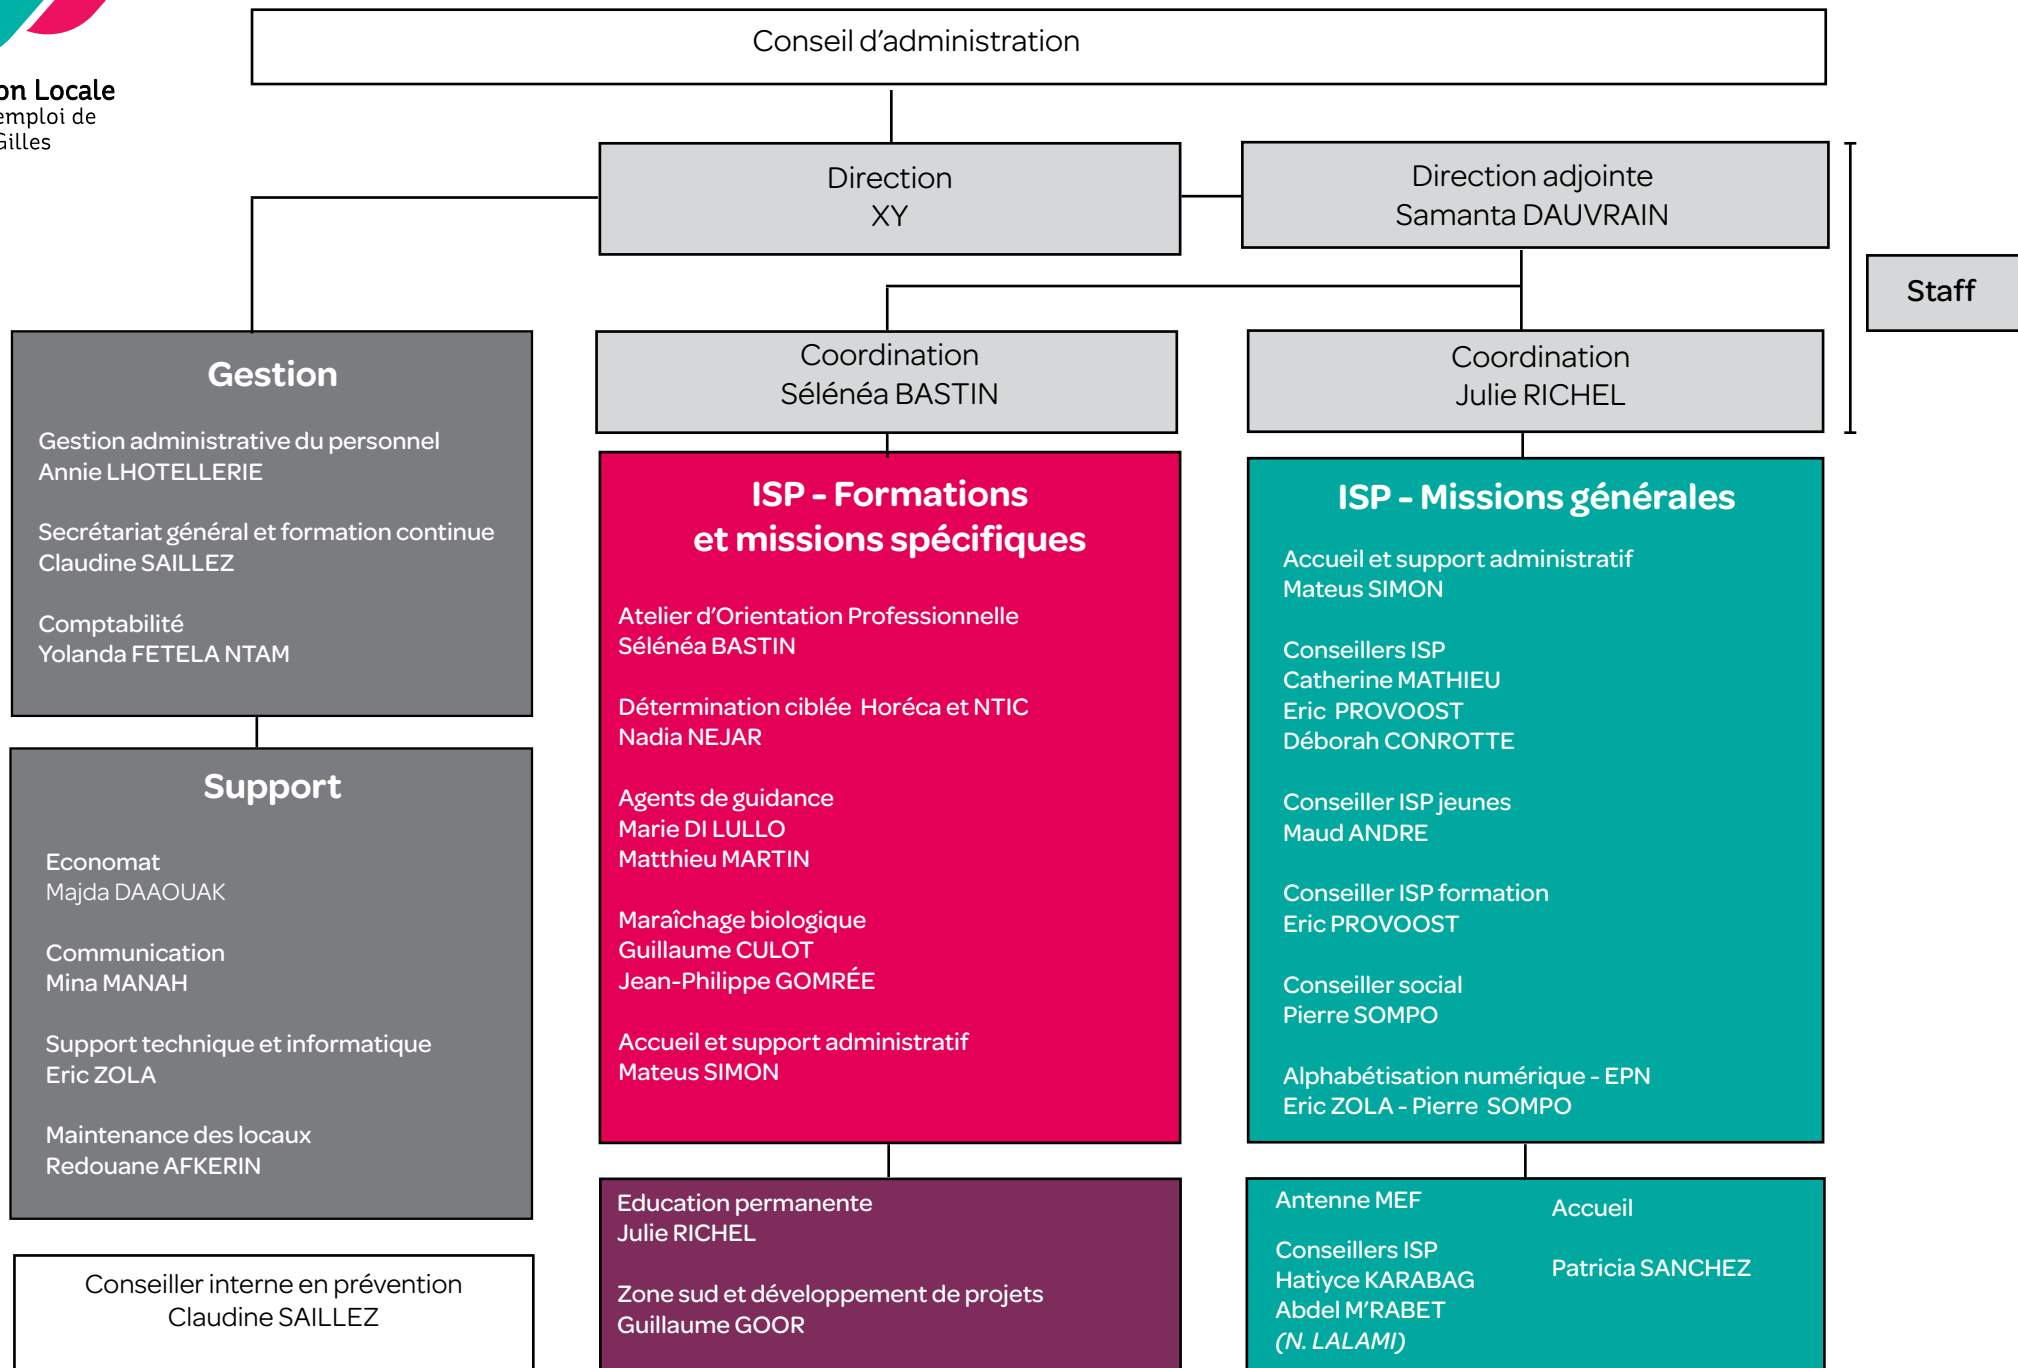 on Locale
emploi de
Gilles
Conseil d'administration
Direction
XY
Direction adjointe
Samanta DAUVRAIN
Staff
Coordination
Sélénéa BASTIN
Coordination
Julie RICHEL
Gestion
Gestion administrative du personnel
Annie LHOTELLERIE
Secrétariat général et formation continue
Claudine SAILLEZ
Comptabilité
Yolanda FETELA NTAM
Support
Economat
Majda DAAOUAK
Communication
Mina MANAH
Support technique et informatique
Eric ZOLA
Maintenance des locaux
Redouane AFKERIN
Conseiller interne en prévention
Claudine SAILLEZ
ISP - Formations
et missions spécifiques
Atelier d'Orientation Professionnelle
Sélénéa BASTIN
Détermination ciblée Horéca et NTIC
Nadia NEJAR
Agents de guidance
Marie DI LULLO
Matthieu MARTIN
Maraîchage biologique
Guillaume CULOT
Jean-Philippe GOMRÉE
Accueil et support administratif
Mateus SIMON
Education permanente
Julie RICHEL
Zone sud et développement de projets
Guillaume GOOR
ISP - Missions générales
Accueil et support administratif
Mateus SIMON
Conseillers ISP
Catherine MATHIEU
Eric PROVOOST
Déborah CONROTTE
Conseiller ISP jeunes
Maud ANDRE
Conseiller ISP formation
Eric PROVOOST
Conseiller social
Pierre SOMPO
Alphabétisation numérique - EPN
Eric ZOLA - Pierre SOMPO
Antenne MEF
Conseillers ISP
Hatiyce KARABAG
Abdel M'RABET
(N. LALAMI)
Accueil
Patricia SANCHEZ